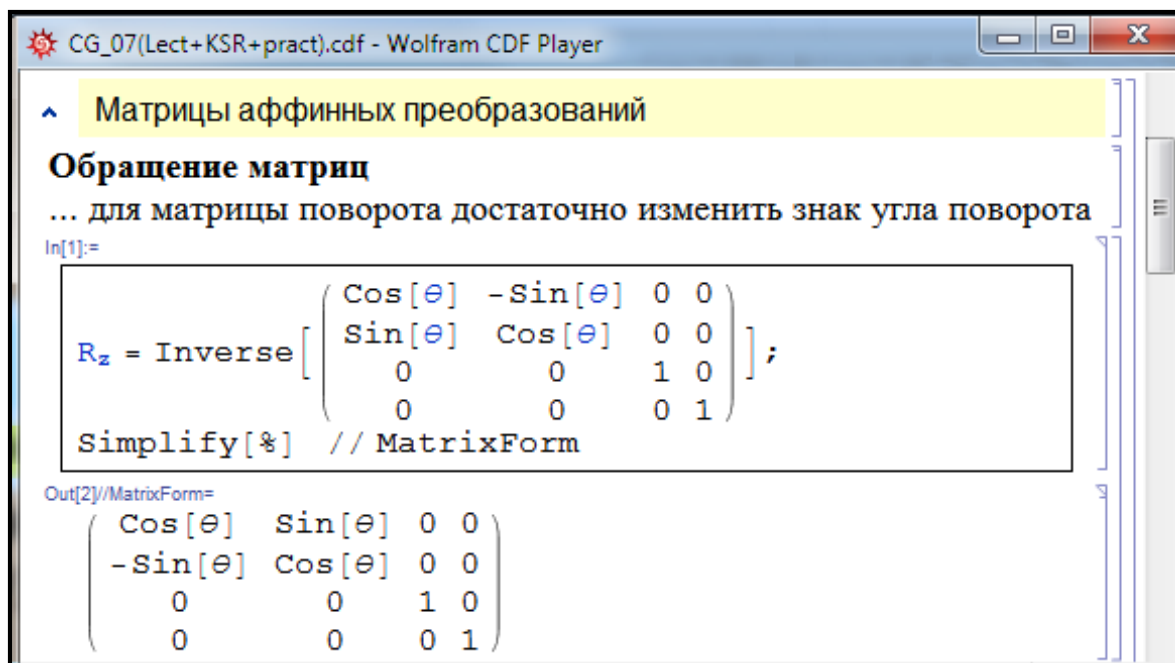 CG_07(Lect+KSR+pract).cdf - Wolfram CDF Player
Матрицы аффинных преобразований
Обращение матриц
... для матрицы поворота достаточно изменить знак угла поворота
In[1]:=
Cos[θ] -Sin[θ] 0 0
Sin[θ] Cos[θ] 0 0
R_z = Inverse[ ];
0 0 1 0
0 0 0 1
Simplify[%] // MatrixForm
Out[2]//MatrixForm=
Cos[θ] Sin[θ] 0 0
-Sin[θ] Cos[θ] 0 0
0 0 1 0
0 0 0 1